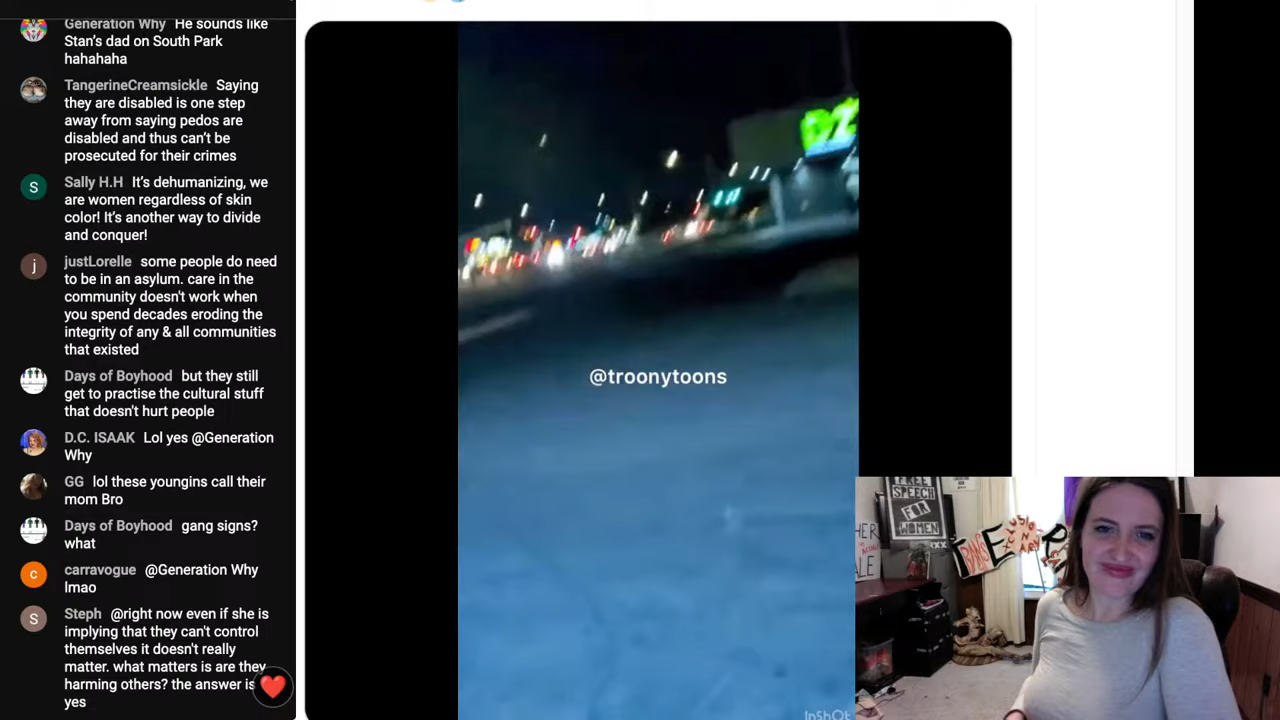 Generation Why He sounds like
Stan's dad on South Park
hahahaha
TangerineCreamsickle Saying
they are disabled is one step
away from saying pedos are
disabled and thus can't be
prosecuted for their crimes
S
Sally H.H It's dehumanizing, we
are women regardless of skin
color! It's another way to divide
and conquer!
j
justLorelle some people do need
to be in an asylum. care in the
community doesn't work when
you spend decades eroding the
integrity of any & all communities
that existed
Days of Boyhood but they still
get to practise the cultural stuff
that doesn't hurt people
D.C. ISAAK Lol yes @Generation
Why
GG lol these youngins call their
mom Bro
Days of Boyhood gang signs?
what
c
carravogue @Generation Why
lmao
S
Steph @right now even if she is
implying that they can't control
themselves it doesn't really
matter. what matters is are they
harming others? the answer is
yes
@troonytoons
InShOt
FREE
SPEECH
FOR
WOMEN
XX
TRANS